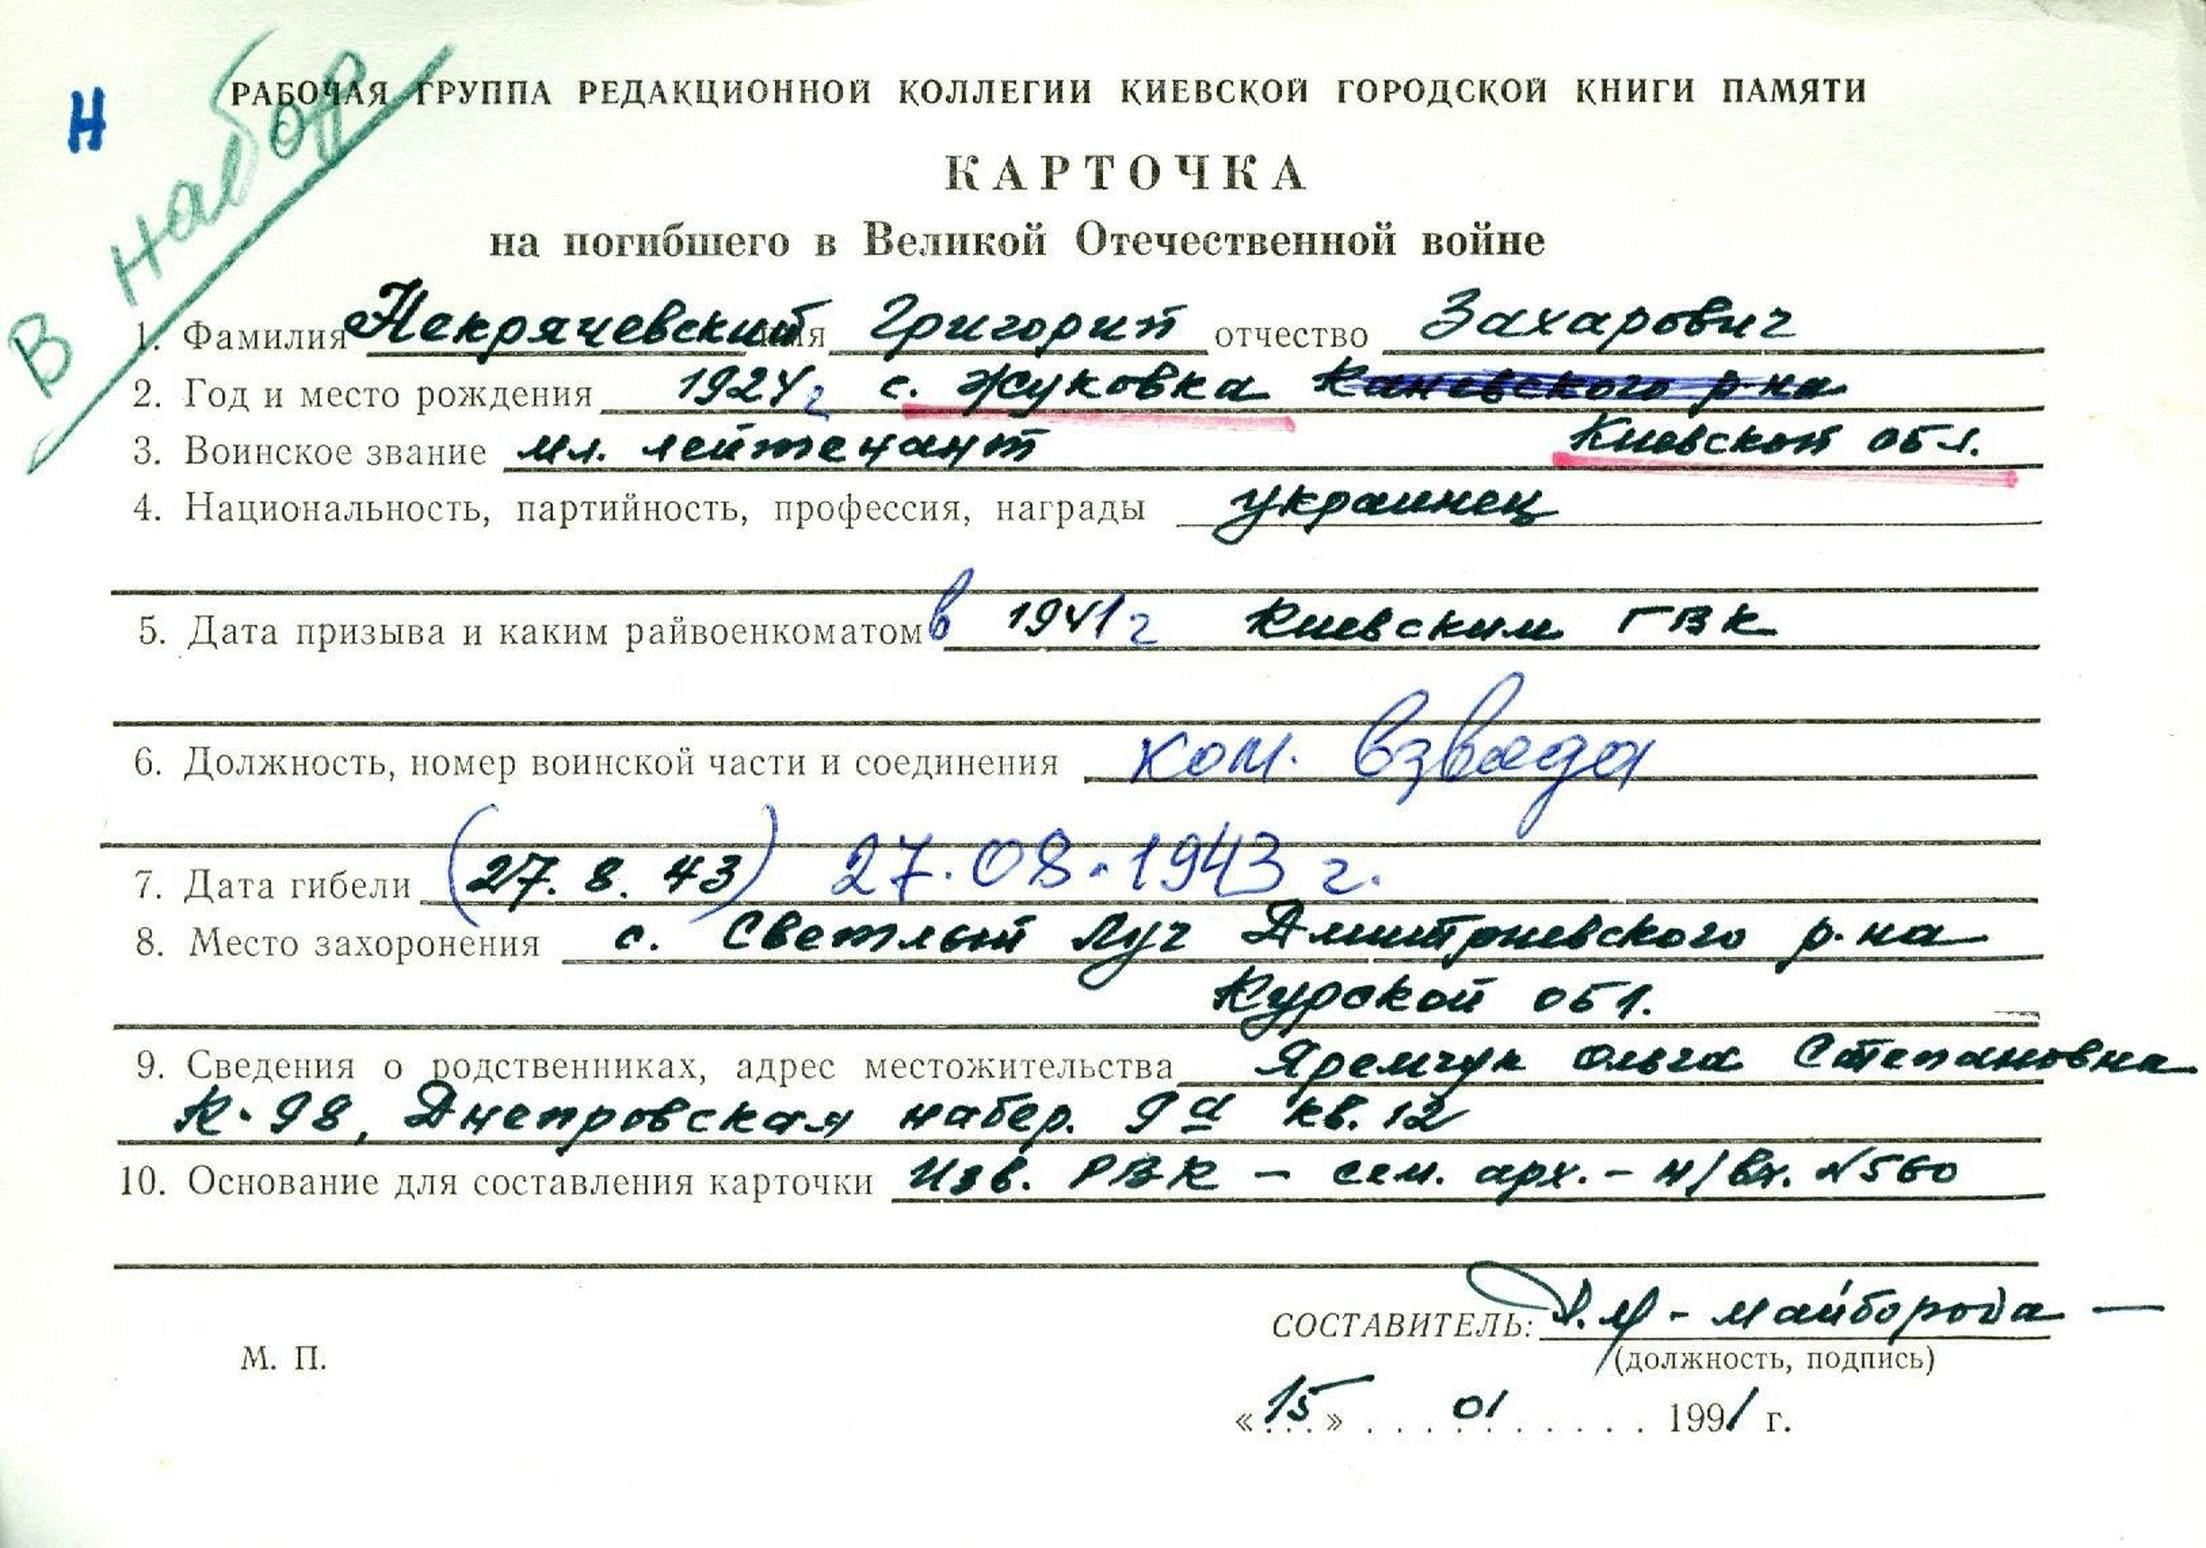 Н
В набор
РАБОЧАЯ ГРУППА РЕДАКЦИОННОЙ КОЛЛЕГИИ КИЕВСКОЙ ГОРОДСКОЙ КНИГИ ПАМЯТИ
КАРТОЧКА
на погибшего в Великой Отечественной войне
1. Фамилия Некрячевский имя Григорий отчество Захарович
2. Год и место рождения 1924 г с. Жуковка Каневского р-на
Киевской обл.
3. Воинское звание мл. лейтенант
4. Национальность, партийность, профессия, награды украинец
5. Дата призыва и каким райвоенкоматом в 1941 г Киевским ГВК
6. Должность, номер воинской части и соединения ком. взвода
7. Дата гибели (27. 8. 43) 27.08.1943 г.
8. Место захоронения с. Светлый Луч Дмитриевского р-на
Курской обл.
9. Сведения о родственниках, адрес местожительства Яремчук Ольга Степановна
К-98, Днепровская набер. 9а кв. 12
10. Основание для составления карточки Изв. РВК – сем. арх. – н/вх. №560
СОСТАВИТЕЛЬ: Майборода —
М. П.
(должность, подпись)
«15» 01 1991 г.